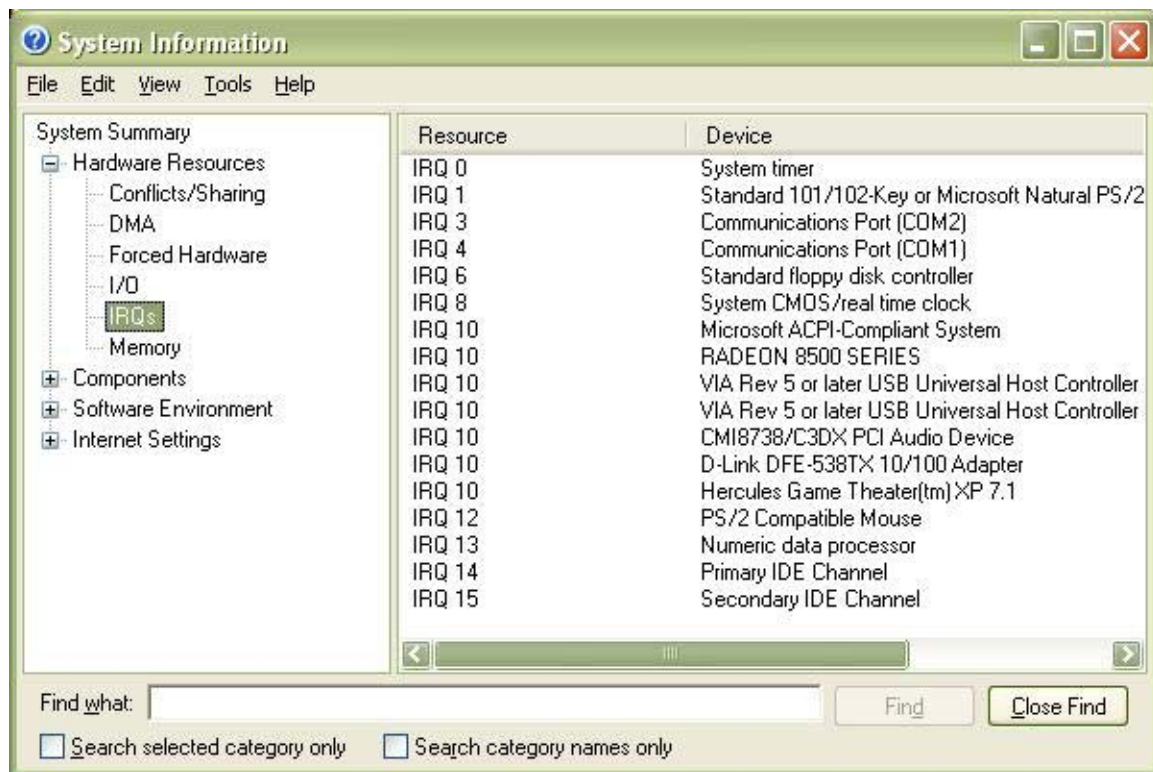 System Information
File Edit View Tools Help
System Summary
Hardware Resources
Conflicts/Sharing
DMA
Forced Hardware
I/O
IRQs
Memory
Components
Software Environment
Internet Settings
Resource Device
IRQ 0 System timer
IRQ 1 Standard 101/102-Key or Microsoft Natural PS/2
IRQ 3 Communications Port (COM2)
IRQ 4 Communications Port (COM1)
IRQ 6 Standard floppy disk controller
IRQ 8 System CMOS/real time clock
IRQ 10 Microsoft ACPI-Compliant System
IRQ 10 RADEON 8500 SERIES
IRQ 10 VIA Rev 5 or later USB Universal Host Controller
IRQ 10 VIA Rev 5 or later USB Universal Host Controller
IRQ 10 CMI8738/C3DX PCI Audio Device
IRQ 10 D-Link DFE-538TX 10/100 Adapter
IRQ 10 Hercules Game Theater(tm) XP 7.1
IRQ 12 PS/2 Compatible Mouse
IRQ 13 Numeric data processor
IRQ 14 Primary IDE Channel
IRQ 15 Secondary IDE Channel
Find what: Find Close Find
Search selected category only Search category names only